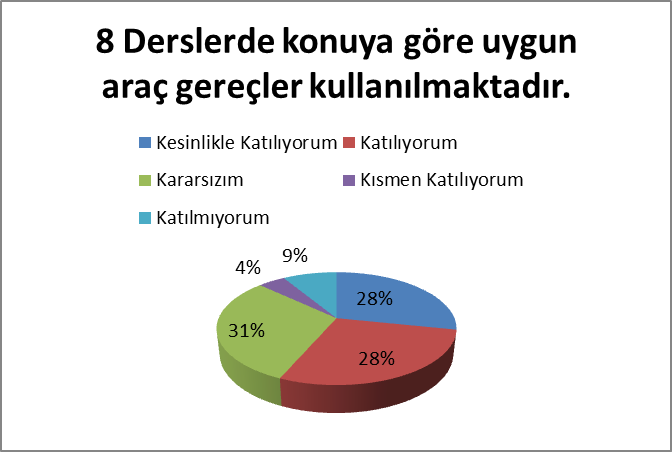 8 Derslerde konuya göre uygun
araç gereçler kullanılmaktadır.
Kesinlikle Katılıyorum Katılıyorum
Kararsızım Kısmen Katılıyorum
Katılmıyorum
9%
4%
28%
31%
28%